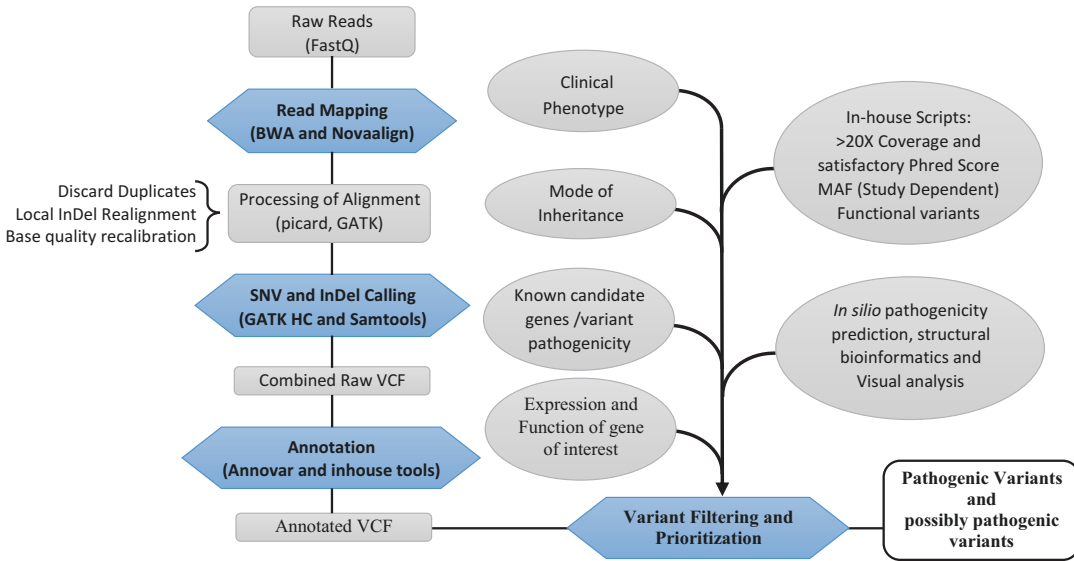 Raw Reads
(FastQ)
Read Mapping
(BWA and Novaalign)
Discard Duplicates
Local InDel Realignment
Base quality recalibration
Processing of Alignment
(picard, GATK)
SNV and InDel Calling
(GATK HC and Samtools)
Combined Raw VCF
Annotation
(Annovar and inhouse tools)
Annotated VCF
Clinical
Phenotype
Mode of
Inheritance
Known candidate
genes /variant
pathogenicity
Expression and
Function of gene
of interest
In-house Scripts:
>20X Coverage and
satisfactory Phred Score
MAF (Study Dependent)
Functional variants
In silio pathogenicity
prediction, structural
bioinformatics and
Visual analysis
Variant Filtering and
Prioritization
Pathogenic Variants
and
possibly pathogenic
variants